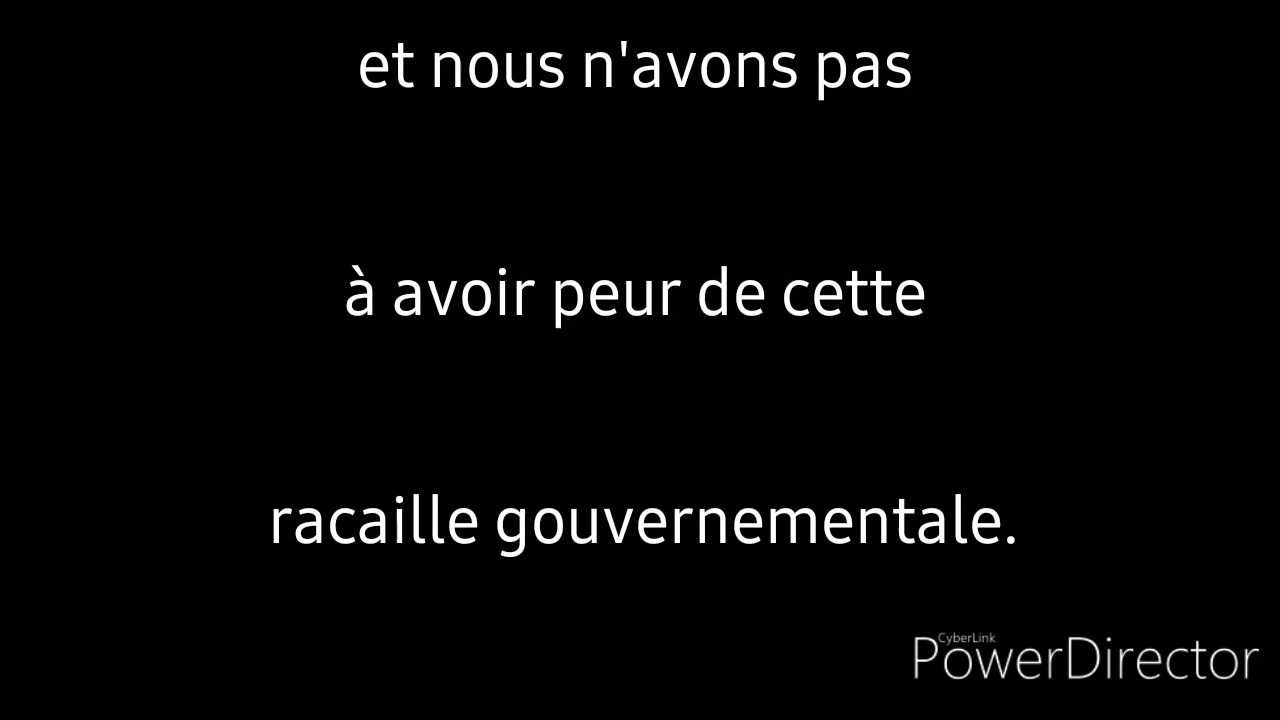 et nous n'avons pas
à avoir peur de cette
racaille gouvernementale.
CyberLink
PowerDirector